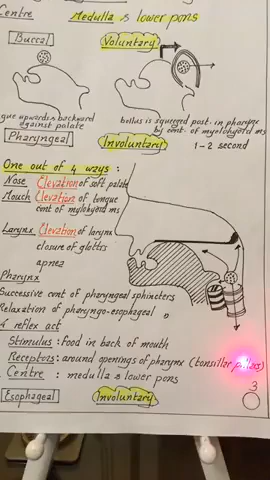 Centre : Medulla & lower pons
Buccal
Voluntary
gue upwards & backward
against palate
bollus is squeezed post. in pharynx
by cont of mylohyoid ms
Pharyngeal
Involuntary
1-2 second
One out of 4 ways :
Nose Elevation of soft palate
Mouth Elevation of tongue
cont of mylohyoid ms
Larynx Elevation of larynx
closure of glottis
apnea
Pharynx
Successive cont of pharyngeal sphincters
Relaxation of pharyngo-esophageal
reflex act
Stimulus : food in back of mouth
Receptors : around openings of pharynx (tonsillar pillars)
Centre : medulla & lower pons
3
Esophageal
Involuntary